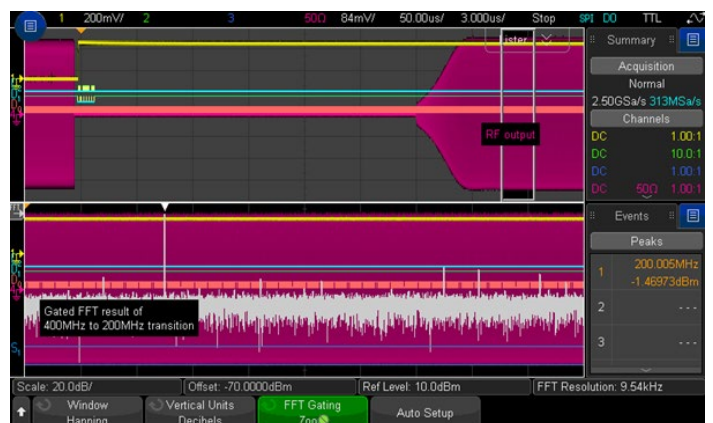 1 200mV/ 2 3 50Ω 84mV/ 50.00us/ 3.000us/ Stop SPI D0 TTL
Lister
Summary
Acquisition
Normal
2.50GSa/s 313MSa/s
Channels
DC 1.00:1
DC 10.0:1
DC 1.00:1
DC 50Ω 1.00:1
RF output
Events
Peaks
1 200.005MHz
-1.46973dBm
2 - - -
3 - - -
Gated FFT result of
400MHz to 200MHz transition
S₁
Scale: 20.0dB/ Offset: -70.0000dBm Ref Level: 10.0dBm FFT Resolution: 9.54kHz
Window Vertical Units FFT Gating Auto Setup
Hanning Decibels Zoo